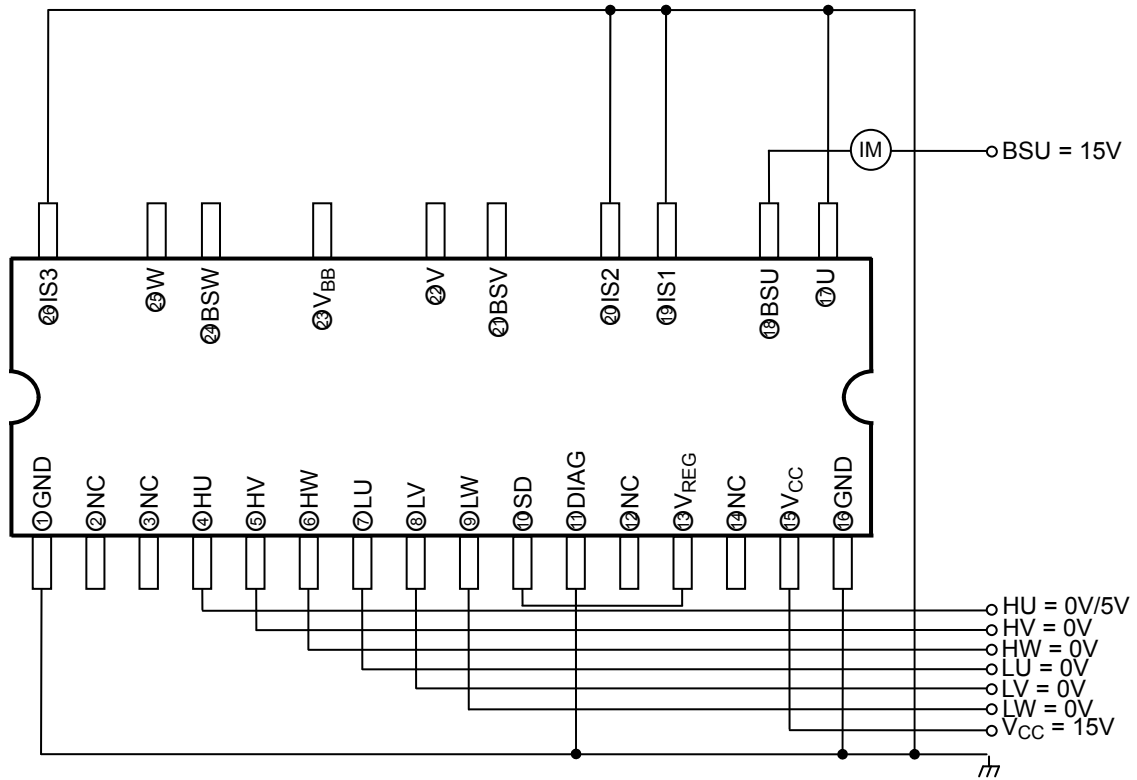 IM
BSU = 15V
㉖IS3
㉕W
㉔BSW
㉓VBB
㉒V
㉑BSV
⑳IS2
⑲IS1
⑱BSU
⑰U
①GND
②NC
③NC
④HU
⑤HV
⑥HW
⑦LU
⑧LV
⑨LW
⑩SD
⑪DIAG
⑫NC
⑬VREG
⑭NC
⑮VCC
⑯GND
HU = 0V/5V
HV = 0V
HW = 0V
LU = 0V
LV = 0V
LW = 0V
VCC = 15V